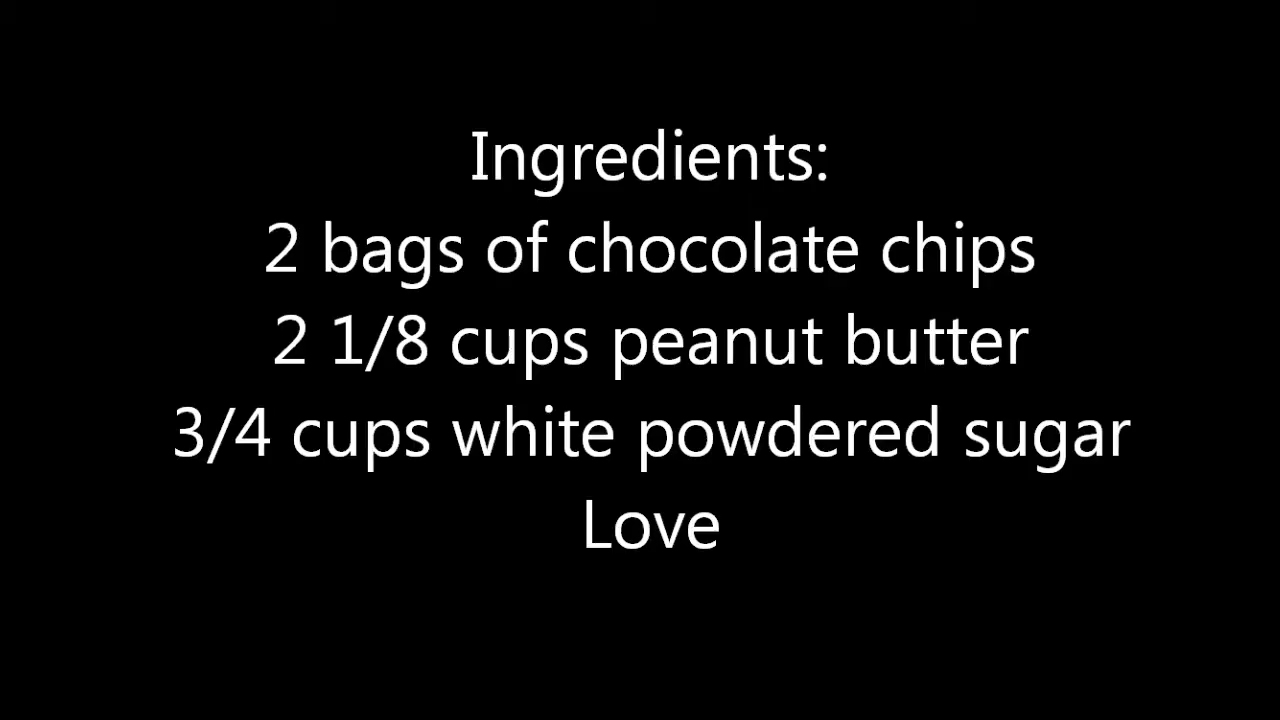 Ingredients:
2 bags of chocolate chips
2 1/8 cups peanut butter
3/4 cups white powdered sugar
Love